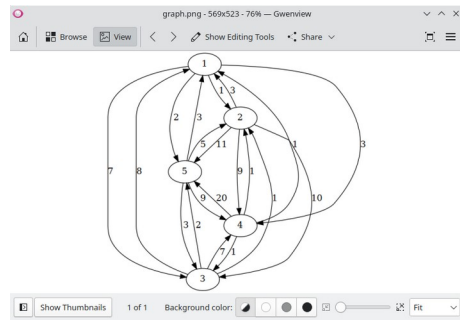 graph.png - 569x523 - 76% — Gwenview
Browse View Show Editing Tools Share
1
1 3
2 3 2
5 11 1 3
7 8 5 9 1
9 20
4
3 2 1 10
7 1
3
Show Thumbnails 1 of 1 Background color: Fit